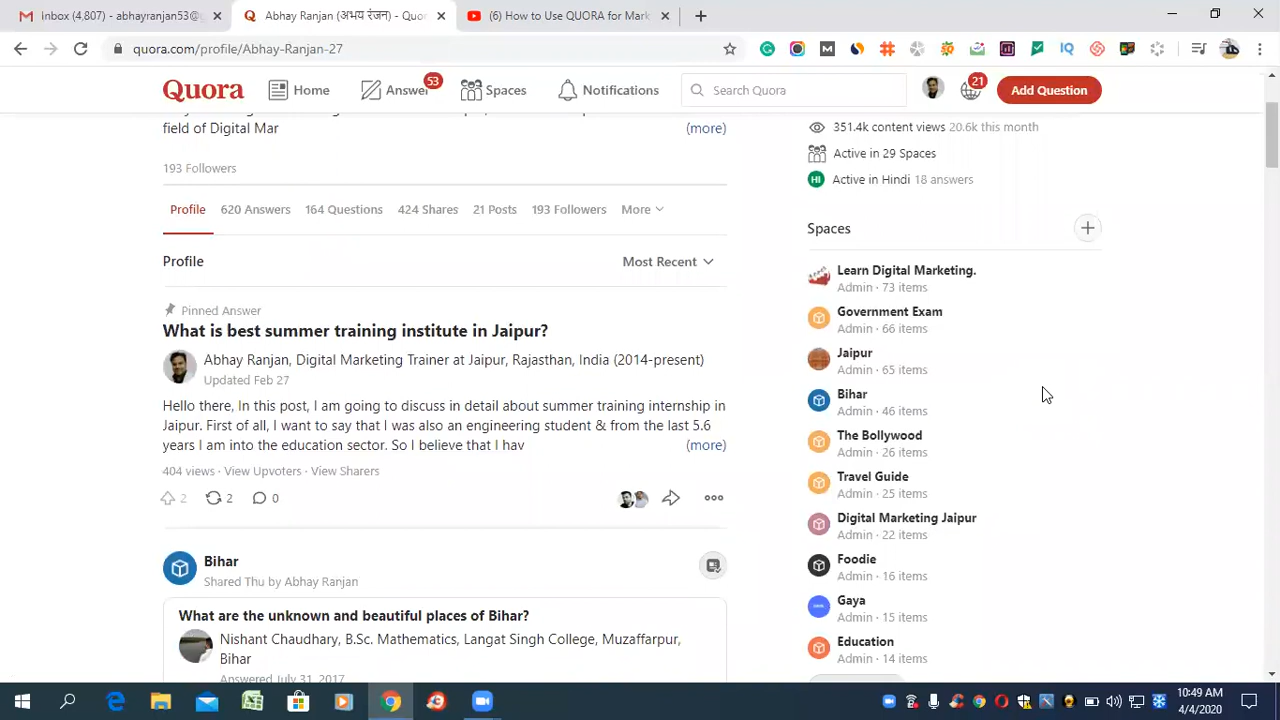 inbox (4,807) - abhayranjan53@g
Abhay Ranjan (अभय रंजन) - Quor
(6) How to Use QUORA for Mark
quora.com/profile/Abhay-Ranjan-27
Quora
Home
Answer
53
Spaces
Notifications
Search Quora
21
Add Question
field of Digital Mar
(more)
193 Followers
Profile
620 Answers
164 Questions
424 Shares
21 Posts
193 Followers
More
Profile
Most Recent
Pinned Answer
What is best summer training institute in Jaipur?
Abhay Ranjan, Digital Marketing Trainer at Jaipur, Rajasthan, India (2014-present)
Updated Feb 27
Hello there, In this post, I am going to discuss in detail about summer training internship in
Jaipur. First of all, I want to say that I was also an engineering student & from the last 5.6
years I am into the education sector. So I believe that I hav
(more)
404 views · View Upvoters · View Sharers
2
2
0
Bihar
Shared Thu by Abhay Ranjan
What are the unknown and beautiful places of Bihar?
Nishant Chaudhary, B.Sc. Mathematics, Langat Singh College, Muzaffarpur,
Bihar
Answered July 31, 2017
351.4k content views 20.6k this month
Active in 29 Spaces
HI
Active in Hindi 18 answers
Spaces
Learn Digital Marketing.
Admin · 73 items
Government Exam
Admin · 66 items
Jaipur
Admin · 65 items
Bihar
Admin · 46 items
The Bollywood
Admin · 26 items
Travel Guide
Admin · 25 items
Digital Marketing Jaipur
Admin · 22 items
Foodie
Admin · 16 items
Gaya
Admin · 15 items
Education
Admin · 14 items
10:49 AM
4/4/2020